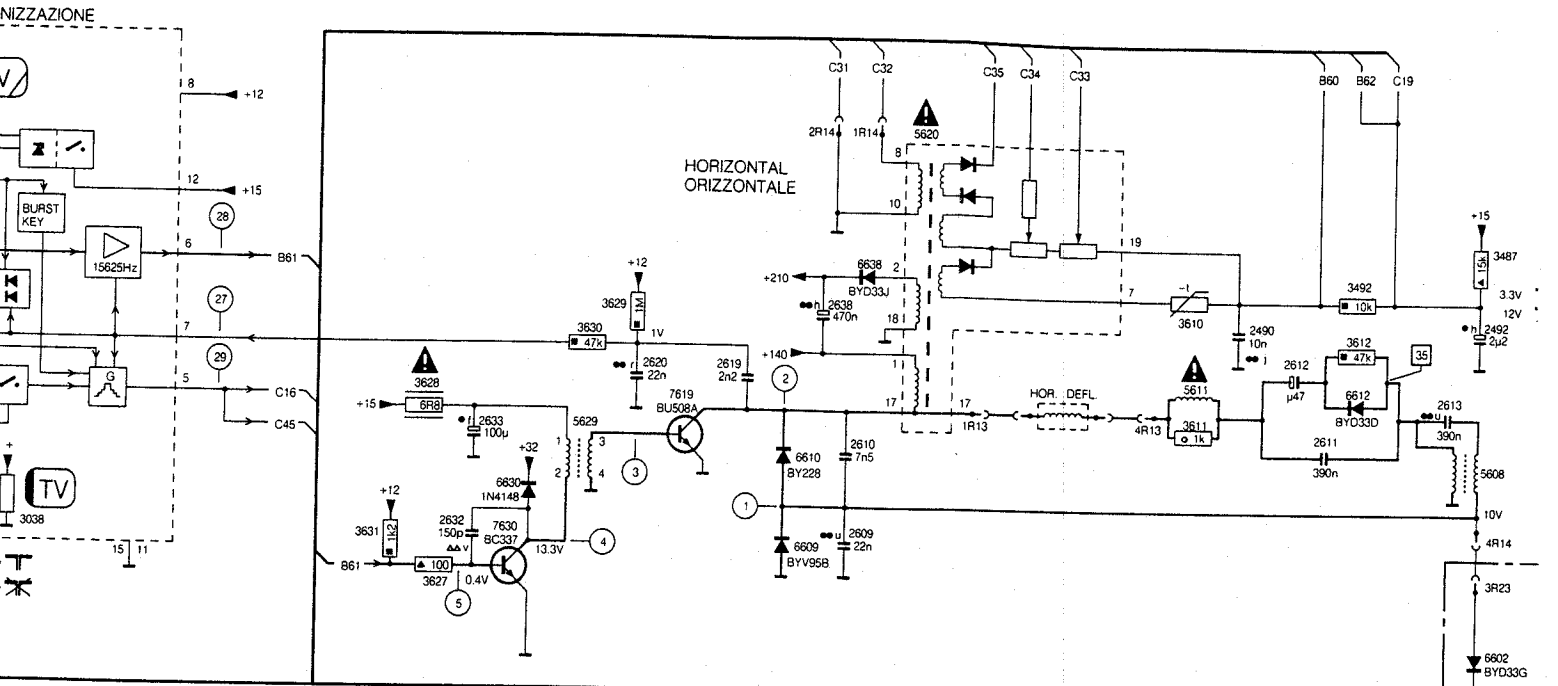 NIZZAZIONE
8
+12
12
+15
BURST
KEY
28
6
15625Hz
B61
27
7
29
G
5
C16
C45
+
TV
3038
15 11
C31
C32
C35
C34
C33
B60
B62
C19
2R14
1R14
5620
HORIZONTAL
ORIZZONTALE
8
10
19
+15
3487
15k
3.3V
12V
h 2492
2µ2
3492
10k
-t
3610
7
2490
10n
+210
6638
BYD33J
2
h 2638
470n
18
+140
1
+12
3629
1M
3630
47k
1V
2620
22n
2619
2n2
2
3628
+15
6R8
2633
100µ
5629
1
3
2
4
7619
BU508A
3
17
17
1R13
HOR. DEFL.
4R13
5611
3611
1k
2612
µ47
3612
47k
35
6612
BYD33D
2611
390n
u 2613
390n
5608
6610
BY228
2610
7n5
+32
6630
1N4148
+12
3631
1k2
2632
150p
v
7630
BC337
13.3V
4
1
6609
BYV95B
u 2609
22n
10V
4R14
B61
100
3627
0.4V
5
3R23
6602
BYD33G